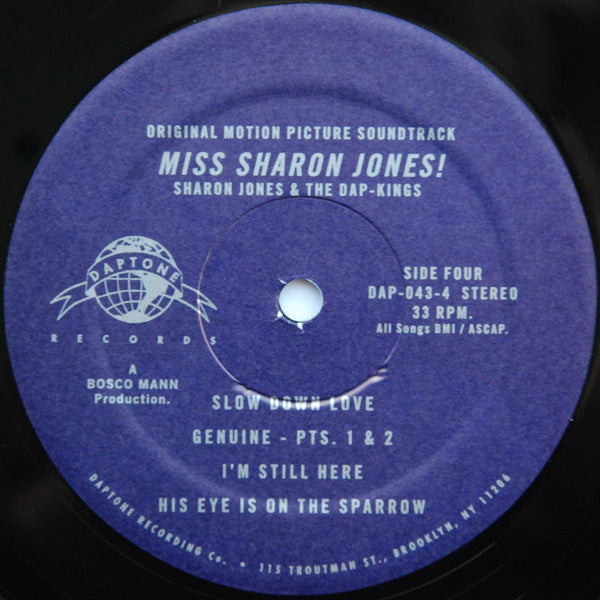 ORIGINAL MOTION PICTURE SOUNDTRACK
MISS SHARON JONES!
SHARON JONES & THE DAP-KINGS
DAPTONE
RECORDS
A
BOSCO MANN
Production.
SIDE FOUR
DAP-043-4 STEREO
33 RPM.
All Songs BMI / ASCAP.
SLOW DOWN LOVE
GENUINE - PTS. 1 & 2
I'M STILL HERE
HIS EYE IS ON THE SPARROW
DAPTONE RECORDING Co. • 115 TROUTMAN ST., BROOKLYN, NY 11206